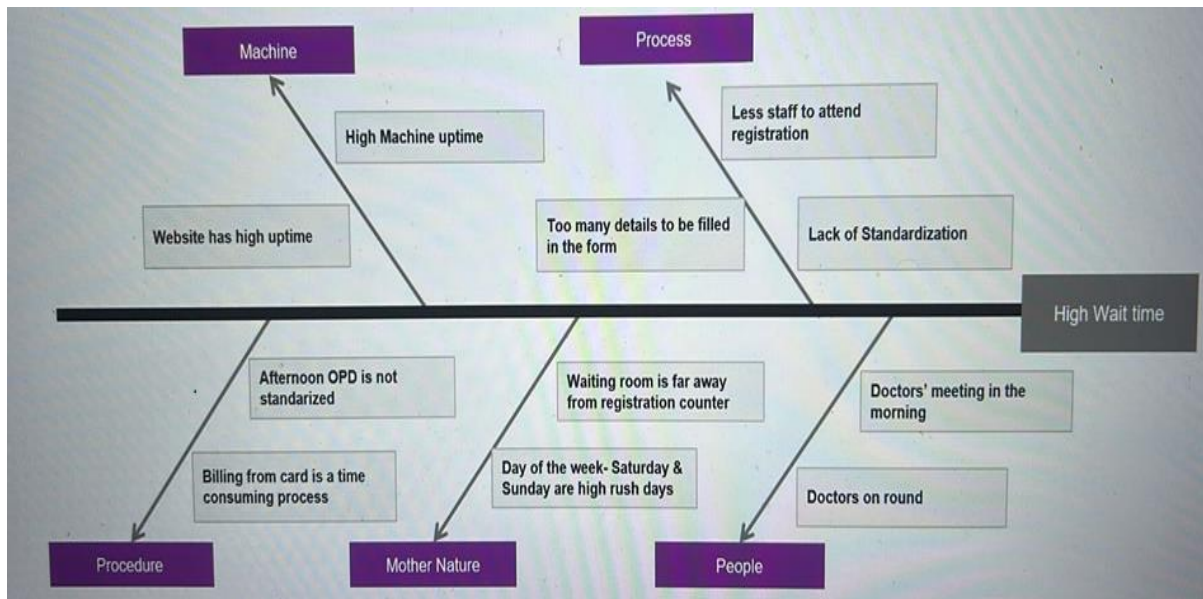 Machine
Process
High Machine uptime
Less staff to attend
registration
Website has high uptime
Too many details to be filled
in the form
Lack of Standardization
High Wait time
Afternoon OPD is not
standarized
Waiting room is far away
from registration counter
Doctors’ meeting in the
morning
Billing from card is a time
consuming process
Day of the week- Saturday &
Sunday are high rush days
Doctors on round
Procedure
Mother Nature
People